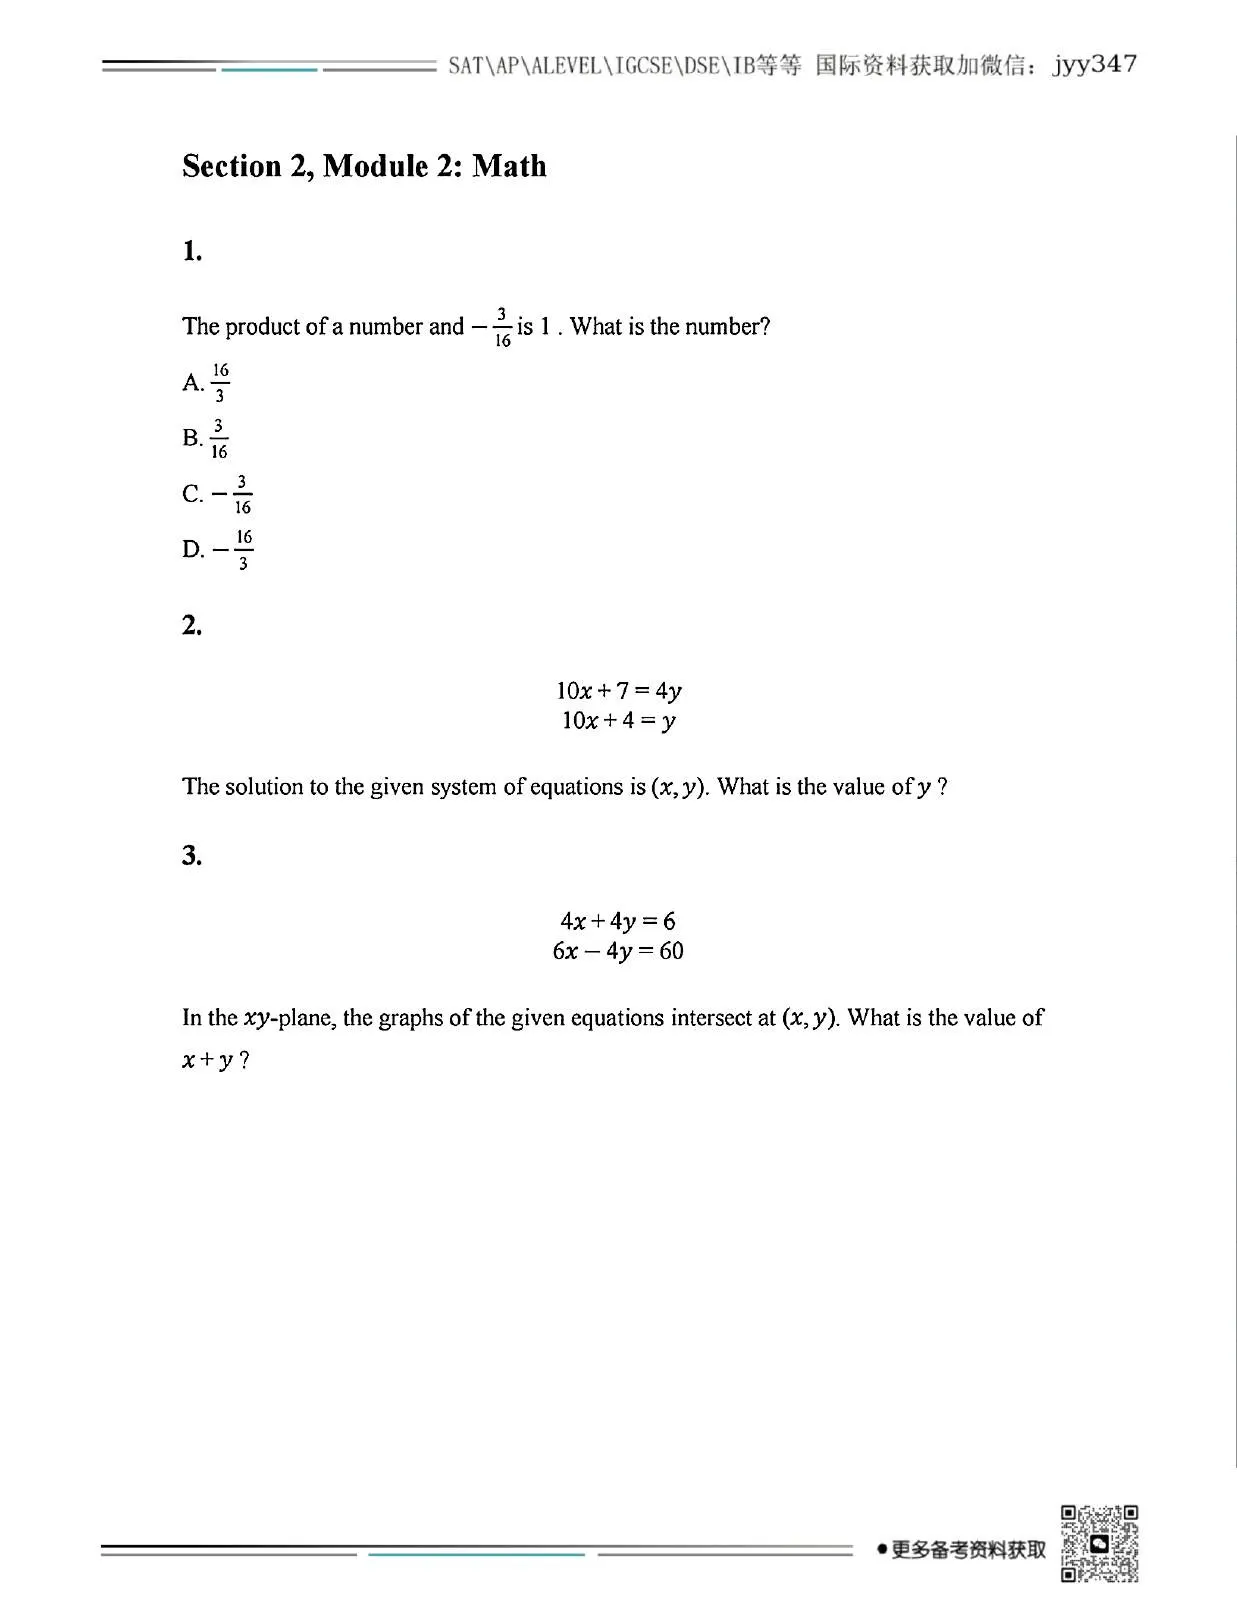 SAT\AP\ALEVEL\IGCSE\DSE\IB等等 国际资料获取加微信: jyy347
Section 2, Module 2: Math
1.
The product of a number and −3/16 is 1 . What is the number?
A. 16/3
B. 3/16
C. −3/16
D. −16/3
2.
10x + 7 = 4y
10x + 4 = y
The solution to the given system of equations is (x, y). What is the value of y ?
3.
4x + 4y = 6
6x − 4y = 60
In the xy-plane, the graphs of the given equations intersect at (x, y). What is the value of
x + y ?
●更多备考资料获取